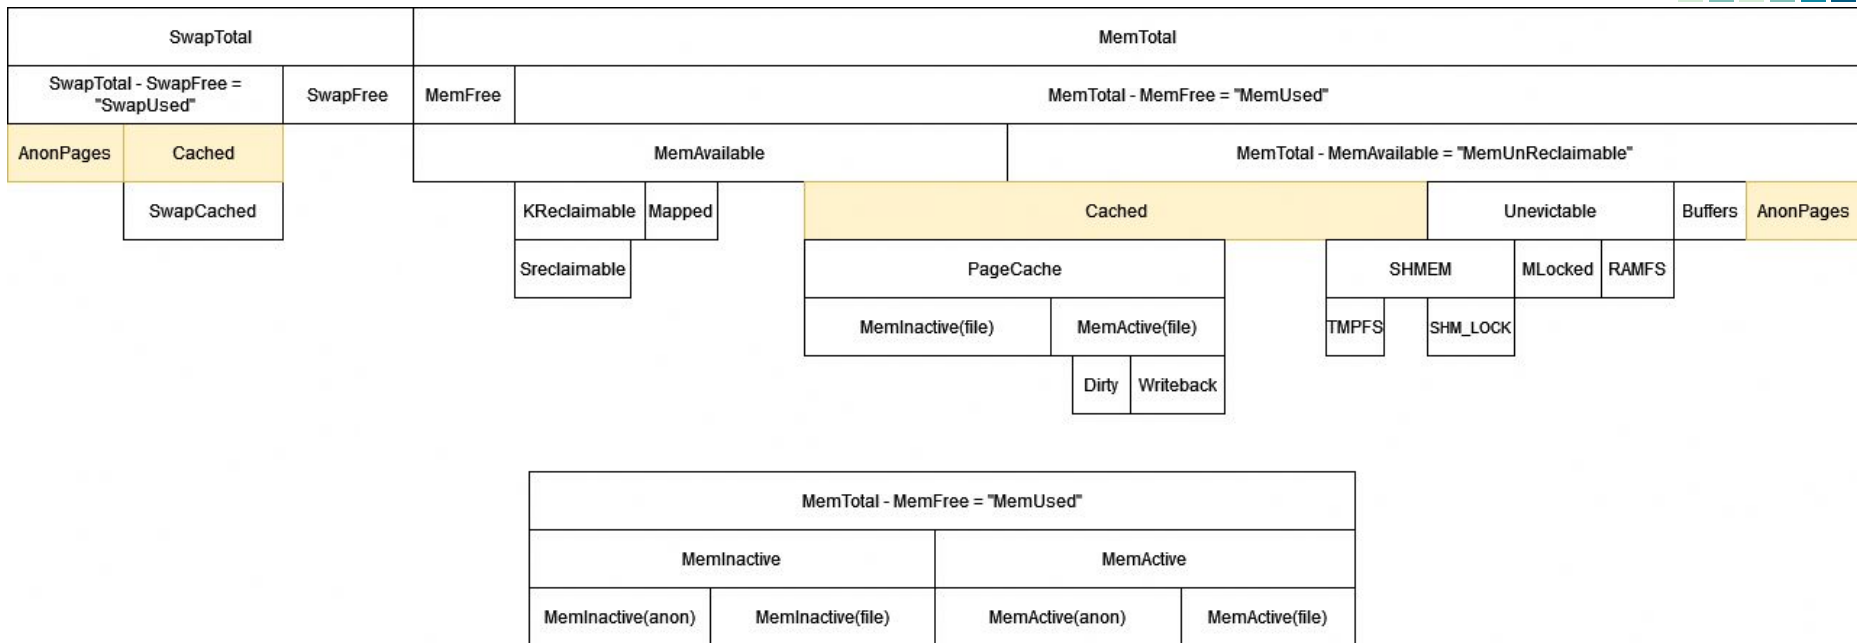 SwapTotal
MemTotal
SwapTotal - SwapFree =
"SwapUsed"
SwapFree
MemFree
MemTotal - MemFree = "MemUsed"
AnonPages
Cached
MemAvailable
MemTotal - MemAvailable = "MemUnReclaimable"
SwapCached
KReclaimable
Mapped
Cached
Unevictable
Buffers
AnonPages
Sreclaimable
PageCache
SHMEM
MLocked
RAMFS
MemInactive(file)
MemActive(file)
TMPFS
SHM_LOCK
Dirty
Writeback
MemTotal - MemFree = "MemUsed"
MemInactive
MemActive
MemInactive(anon)
MemInactive(file)
MemActive(anon)
MemActive(file)